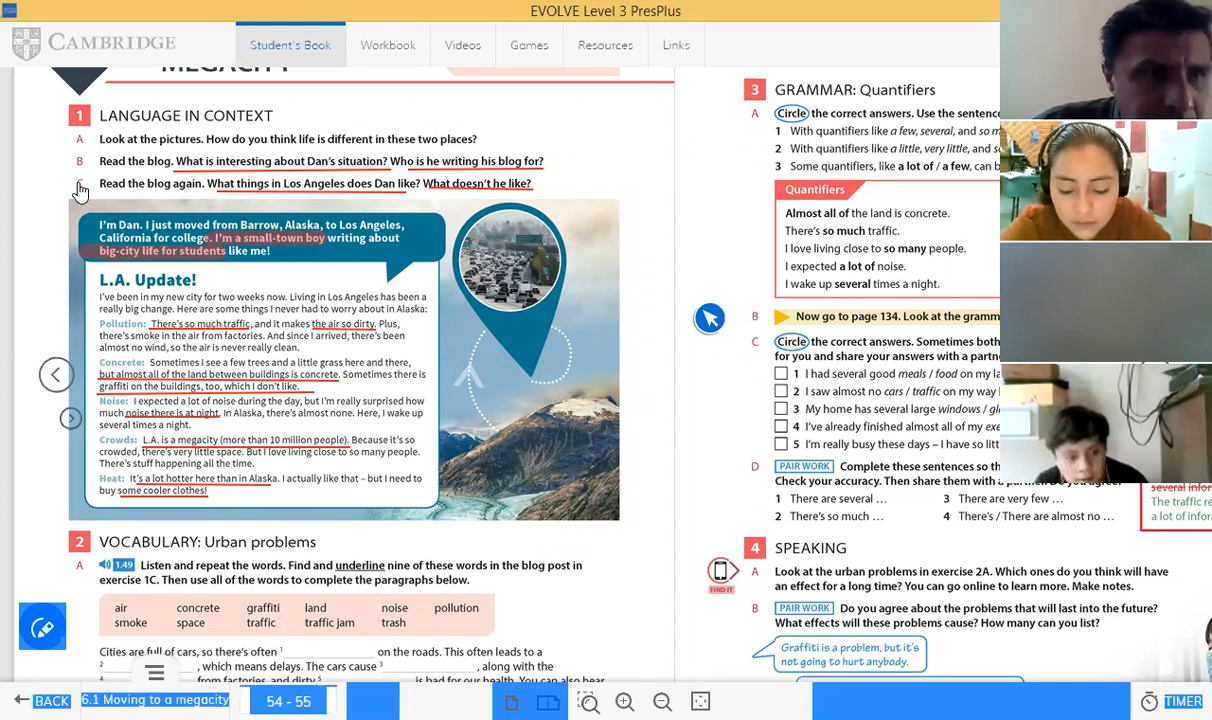 EVOLVE Level 3 PresPlus
CAMBRIDGE
Student's Book
Workbook
Videos
Games
Resources
Links
1 LANGUAGE IN CONTEXT
A Look at the pictures. How do you think life is different in these two places?
B Read the blog. What is interesting about Dan's situation? Who is he writing his blog for?
C Read the blog again. What things in Los Angeles does Dan like? What doesn't he like?
I'm Dan. I just moved from Barrow, Alaska, to Los Angeles,
California for college. I'm a small-town boy writing about
big-city life for students like me!
L.A. Update!
I've been in my new city for two weeks now. Living in Los Angeles has been a
really big change. Here are some things I never had to worry about in Alaska:
Pollution: There's so much traffic, and it makes the air so dirty. Plus,
there's smoke in the air from factories. And since I arrived, there's been
almost no wind, so the air is never really clean.
Concrete: Sometimes I see a few trees and a little grass here and there,
but almost all of the land between buildings is concrete. Sometimes there is
graffiti on the buildings, too, which I don't like.
Noise: I expected a lot of noise during the day, but I'm really surprised how
much noise there is at night. In Alaska, there's almost none. Here, I wake up
several times a night.
Crowds: L.A. is a megacity (more than 10 million people). Because it's so
crowded, there's very little space. But I love living close to so many people.
There's stuff happening all the time.
Heat: It's a lot hotter here than in Alaska. I actually like that – but I need to
buy some cooler clothes!
2 VOCABULARY: Urban problems
A 1.49 Listen and repeat the words. Find and underline nine of these words in the blog post in
exercise 1C. Then use all of the words to complete the paragraphs below.
air concrete graffiti land noise pollution
smoke space traffic traffic jam trash
Cities are full of cars, so there's often 1 on the roads. This often leads to a
2 , which means delays. The cars cause 3 , along with the
4 from factories, and dirty 5 is bad for our health. You can also hear
3 GRAMMAR: Quantifiers
A Circle the correct answers. Use the sentenc
1 With quantifiers like a few, several, and so m
2 With quantifiers like a little, very little, and s
3 Some quantifiers, like a lot of / a few, can b
Quantifiers
Almost all of the land is concrete.
There's so much traffic.
I love living close to so many people.
I expected a lot of noise.
I wake up several times a night.
B Now go to page 134. Look at the gramm
C Circle the correct answers. Sometimes both
for you and share your answers with a partn
1 I had several good meals / food on my la
2 I saw almost no cars / traffic on my way
3 My home has several large windows / gl
4 I've already finished almost all of my exe
5 I'm really busy these days – I have so litt
D PAIR WORK Complete these sentences so th
Check your accuracy. Then share them with a partner. Do you agree?
1 There are several … 3 There are very few …
2 There's so much … 4 There's / There are almost no …
several infor
The traffic re
a lot of infor
4 SPEAKING
FIND IT
A Look at the urban problems in exercise 2A. Which ones do you think will have
an effect for a long time? You can go online to learn more. Make notes.
B PAIR WORK Do you agree about the problems that will last into the future?
What effects will these problems cause? How many can you list?
Graffiti is a problem, but it's
not going to hurt anybody.
BACK
6.1 Moving to a megacity
54 - 55
TIMER